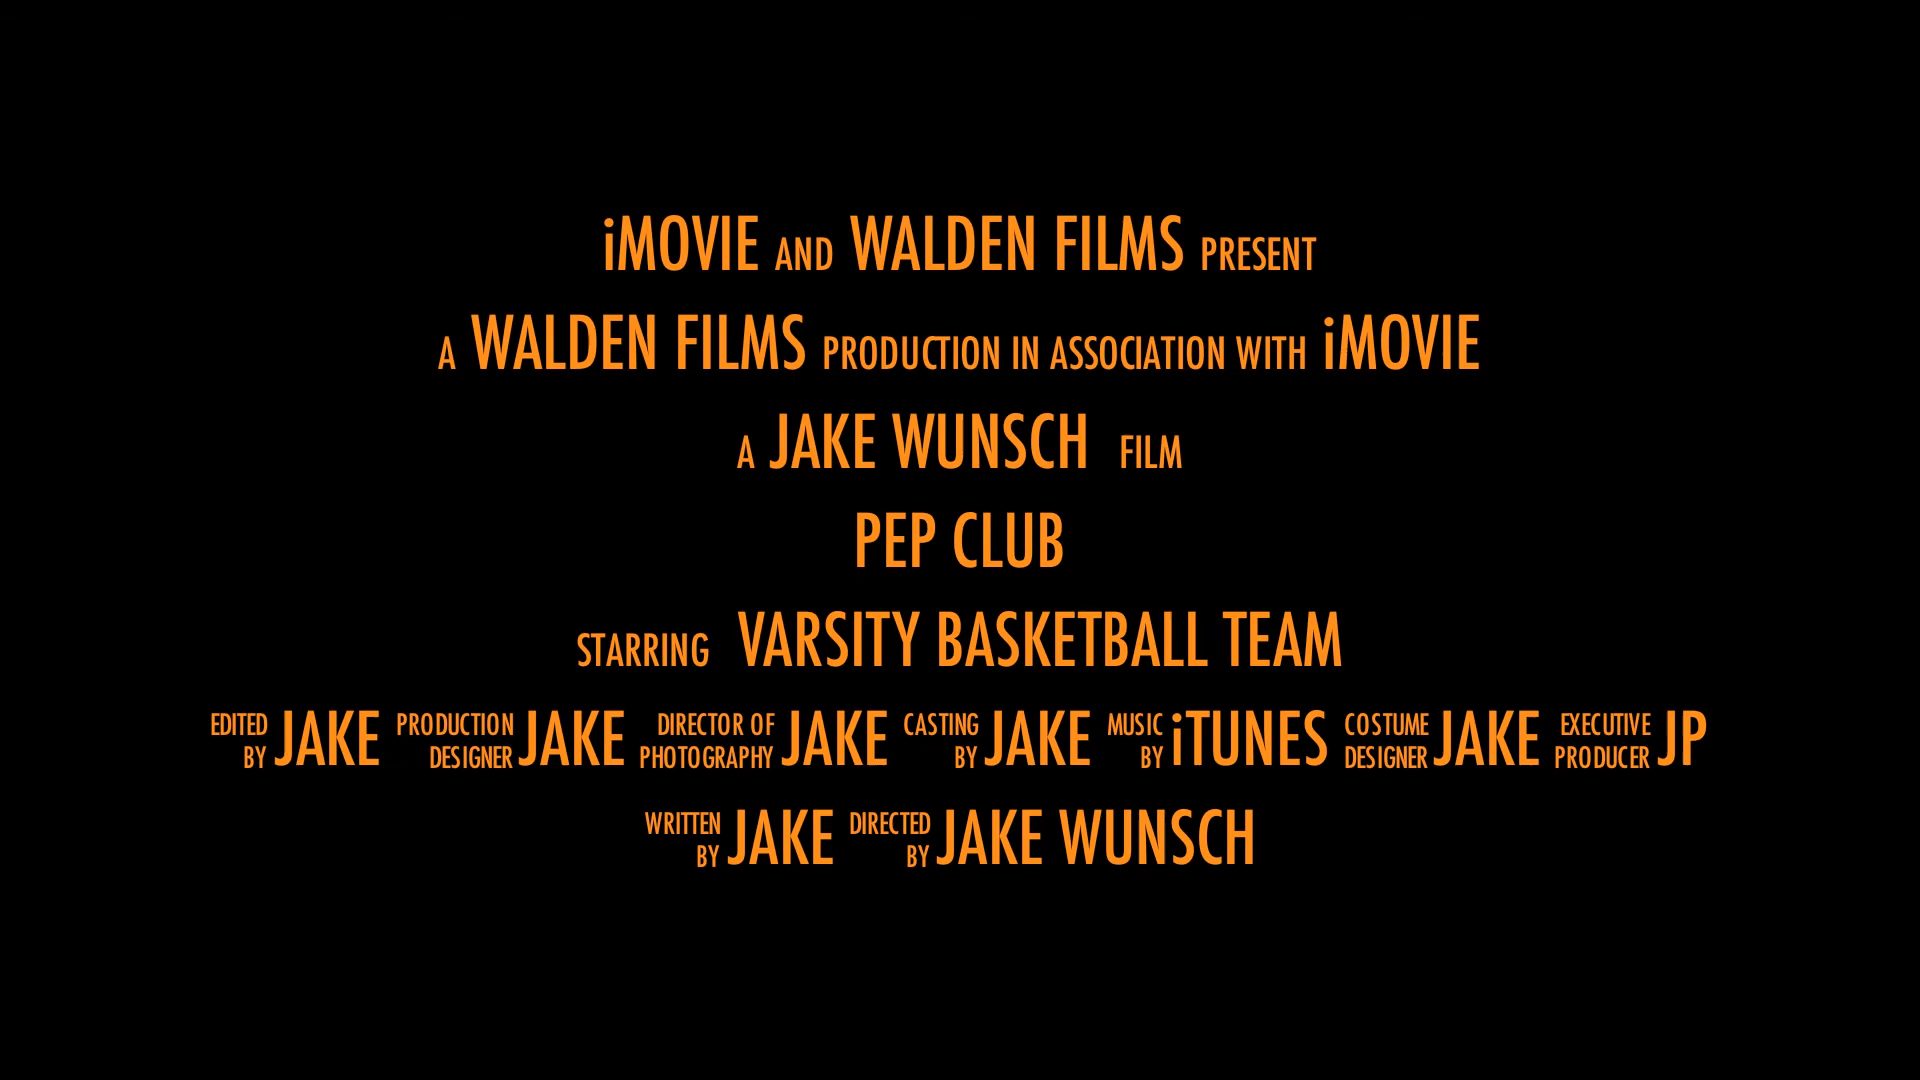 iMOVIE AND WALDEN FILMS PRESENT
A WALDEN FILMS PRODUCTION IN ASSOCIATION WITH iMOVIE
A JAKE WUNSCH FILM
PEP CLUB
STARRING VARSITY BASKETBALL TEAM
EDITED BY JAKE PRODUCTION DESIGNER JAKE DIRECTOR OF PHOTOGRAPHY JAKE CASTING BY JAKE MUSIC BY iTUNES COSTUME DESIGNER JAKE EXECUTIVE PRODUCER JP
WRITTEN BY JAKE DIRECTED BY JAKE WUNSCH